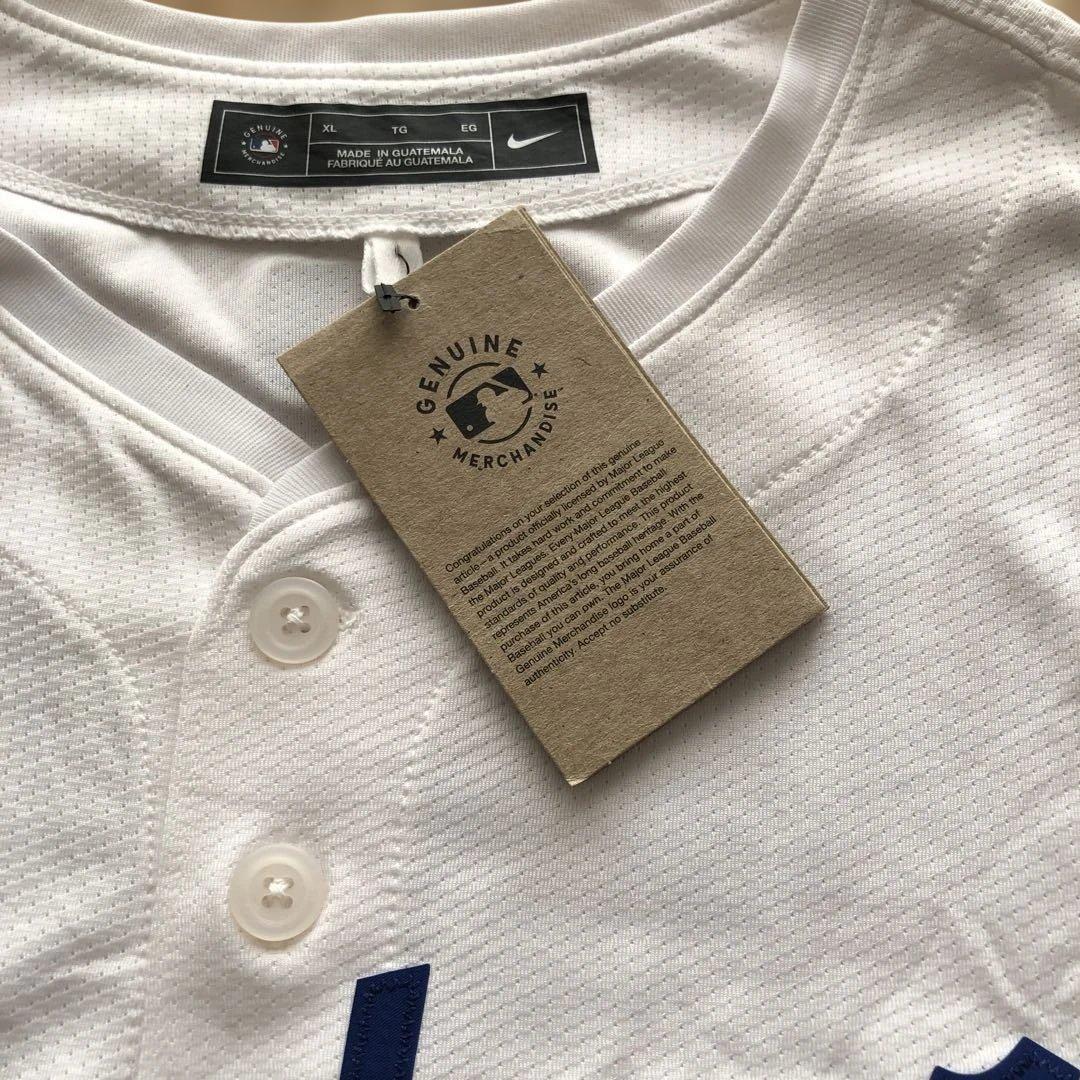 GENUINE
MERCHANDISE
XL TG EG
MADE IN GUATEMALA
FABRIQUÉ AU GUATEMALA
GENUINE
MERCHANDISE
Congratulations on your selection of this genuine
article—a product officially licensed by Major League
Baseball. It takes hard work and commitment to make
the Major Leagues. Every Major League Baseball
product is designed and crafted to meet the highest
standards of quality and performance. This product
represents America's long baseball heritage. With the
purchase of this article, you bring home a part of
Baseball you can own. The Major League Baseball
Genuine Merchandise logo is your assurance of
authenticity. Accept no substitute.